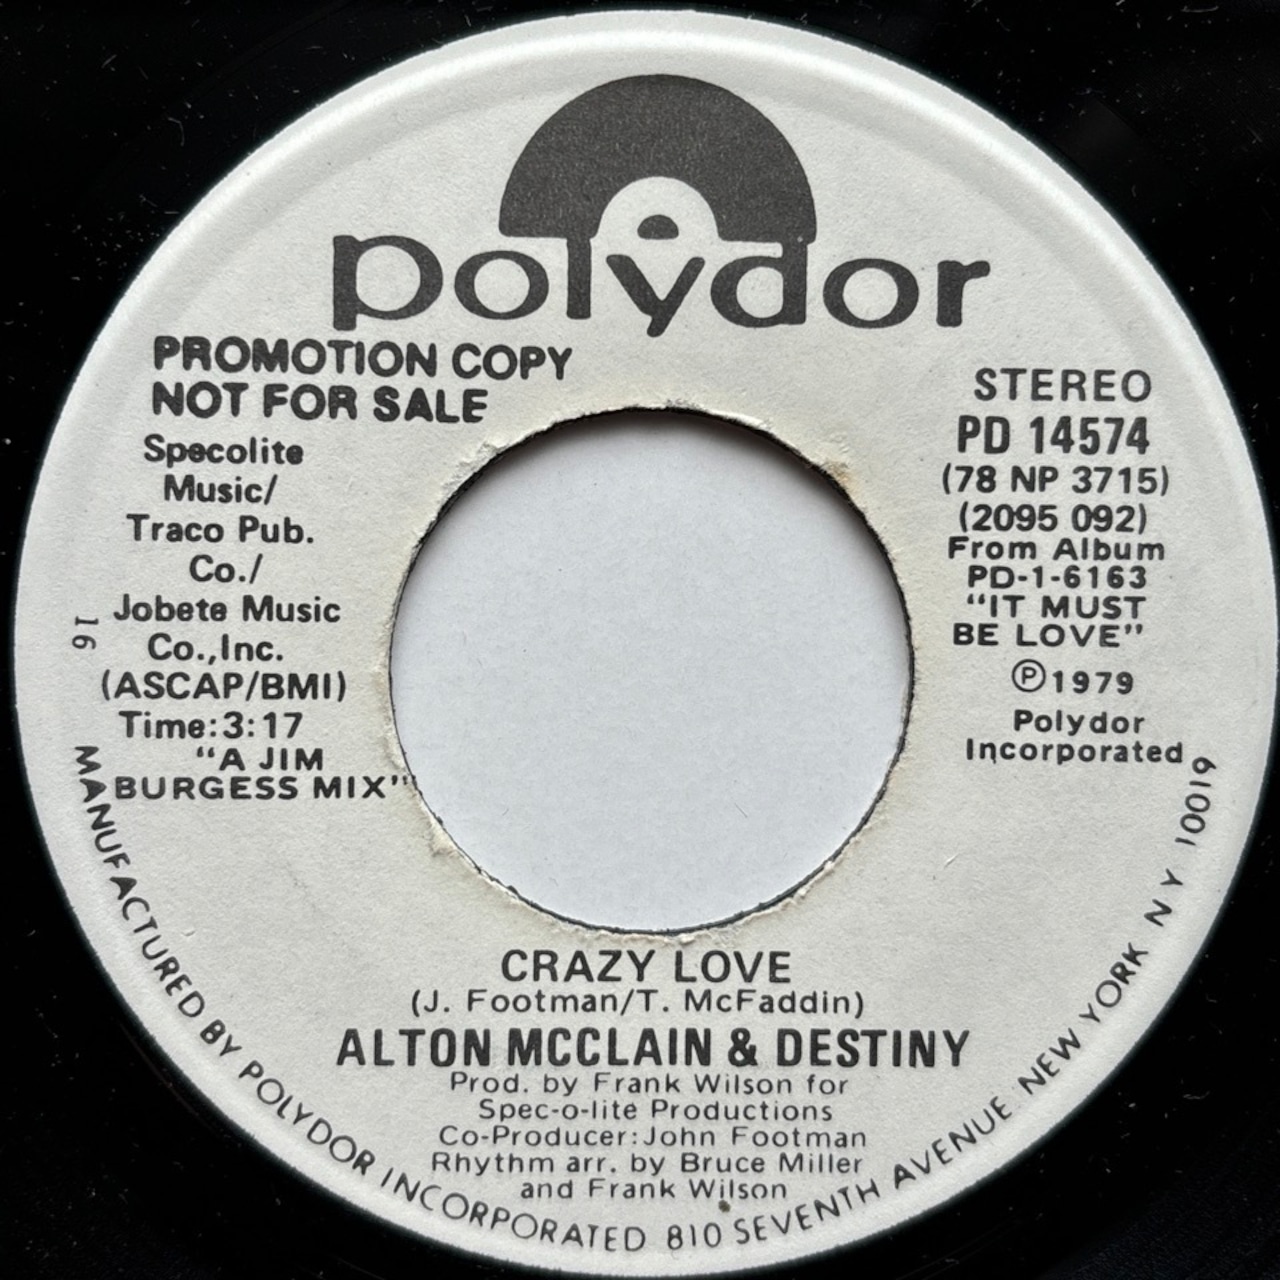 polydor
PROMOTION COPY
NOT FOR SALE
Specolite
Music/
Traco Pub.
Co./
Jobete Music
Co.,Inc.
(ASCAP/BMI)
Time:3:17
"A JIM
BURGESS MIX"
16
STEREO
PD 14574
(78 NP 3715)
(2095 092)
From Album
PD-1-6163
"IT MUST
BE LOVE"
℗1979
Polydor
Incorporated
CRAZY LOVE
(J. Footman/T. McFaddin)
ALTON MCCLAIN & DESTINY
Prod. by Frank Wilson for
Spec-o-lite Productions
Co-Producer:John Footman
Rhythm arr. by Bruce Miller
and Frank Wilson
MANUFACTURED BY POLYDOR INCORPORATED 810 SEVENTH AVENUE NEW YORK NY 10019